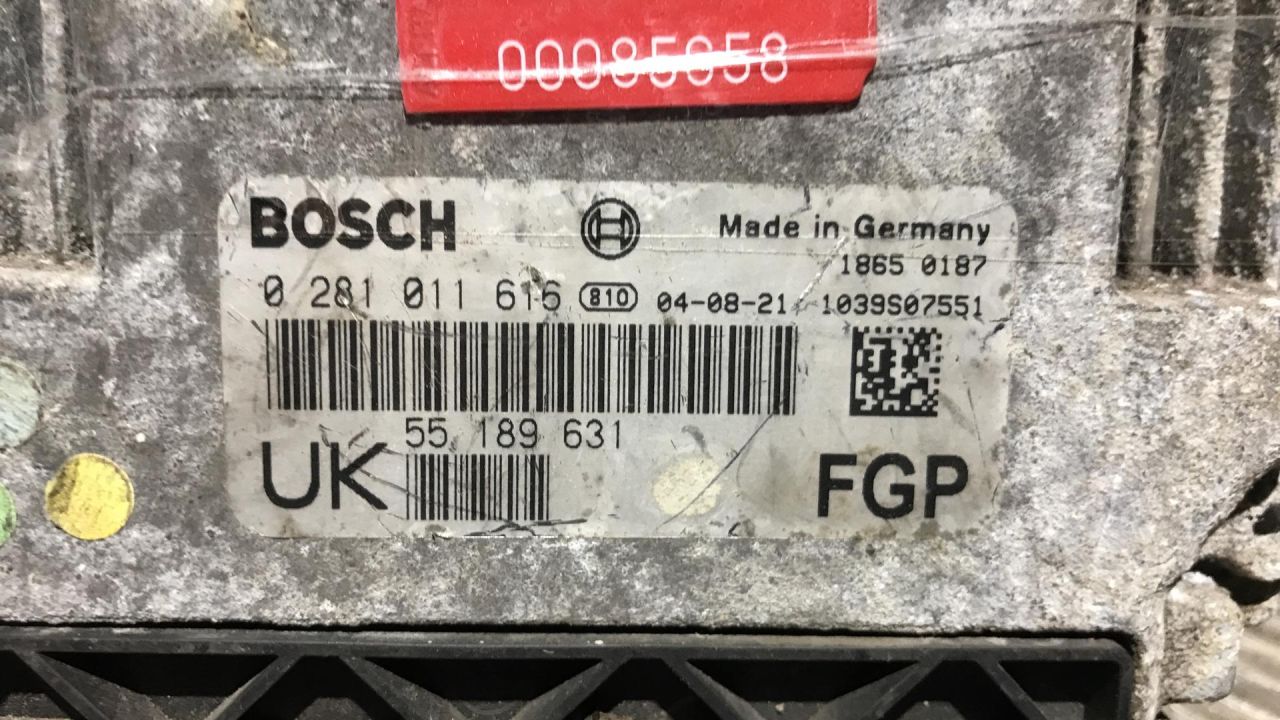 00085858
BOSCH
Made in Germany
1865 0187
0 281 011 616 810 04-08-21 1039S07551
55 189 631
UK
FGP